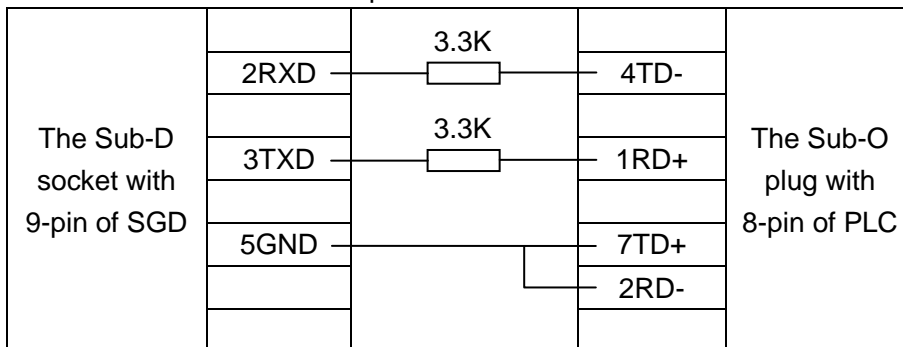 The Sub-D
socket with
9-pin of SGD
2RXD
3TXD
5GND
3.3K
3.3K
4TD-
1RD+
7TD+
2RD-
The Sub-O
plug with
8-pin of PLC